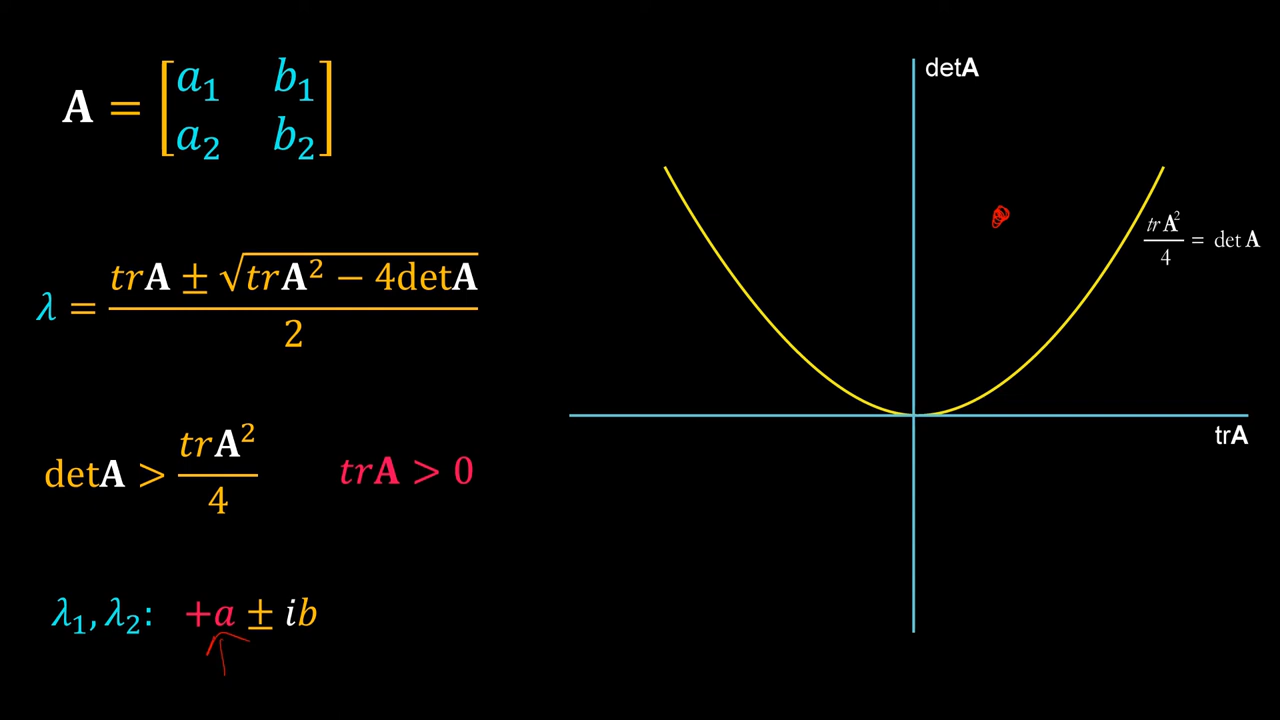 A = [a₁ b₁
a₂ b₂]
λ = (trA ± √(trA² − 4detA)) / 2
detA > trA² / 4
trA > 0
λ₁, λ₂: +a ± ib
detA
trA² / 4 = det A
trA